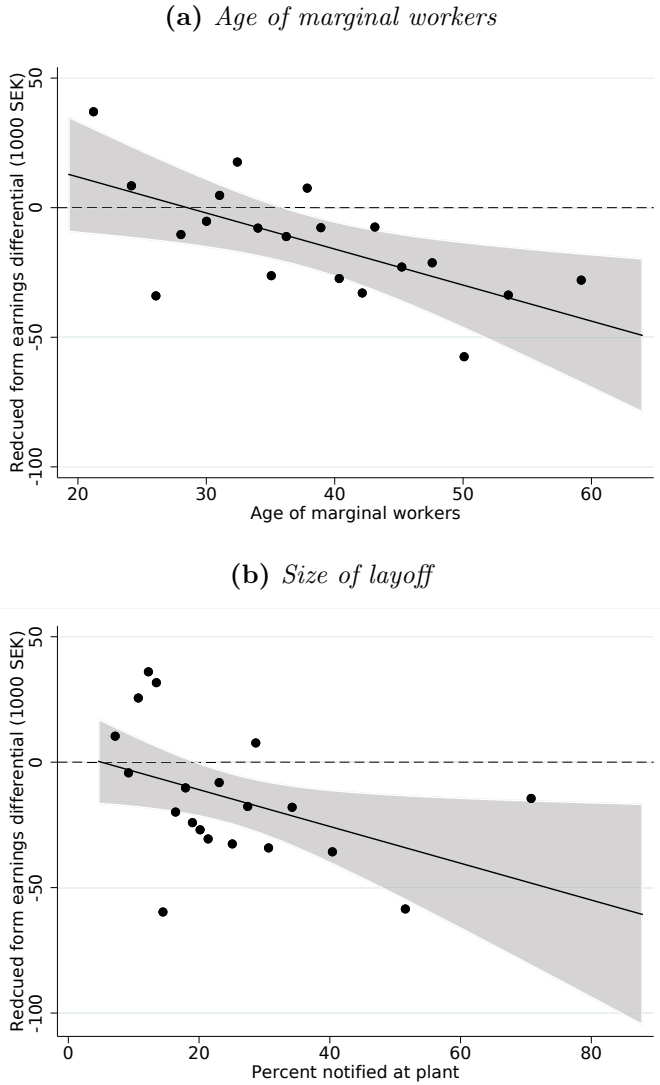 (a) Age of marginal workers
Redcued form earnings differential (1000 SEK)
50
0
-50
-100
20 30 40 50 60
Age of marginal workers
(b) Size of layoff
Redcued form earnings differential (1000 SEK)
50
0
-50
-100
0 20 40 60 80
Percent notified at plant